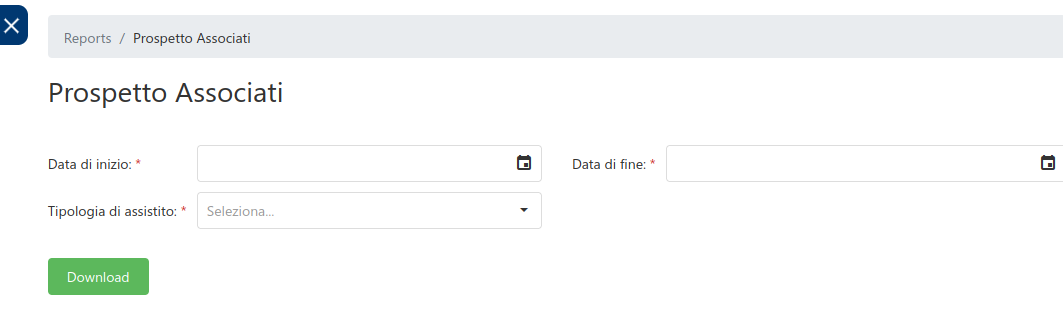 Reports / Prospetto Associati
Prospetto Associati
Data di inizio: * Data di fine: *
Tipologia di assistito: * Seleziona...
Download